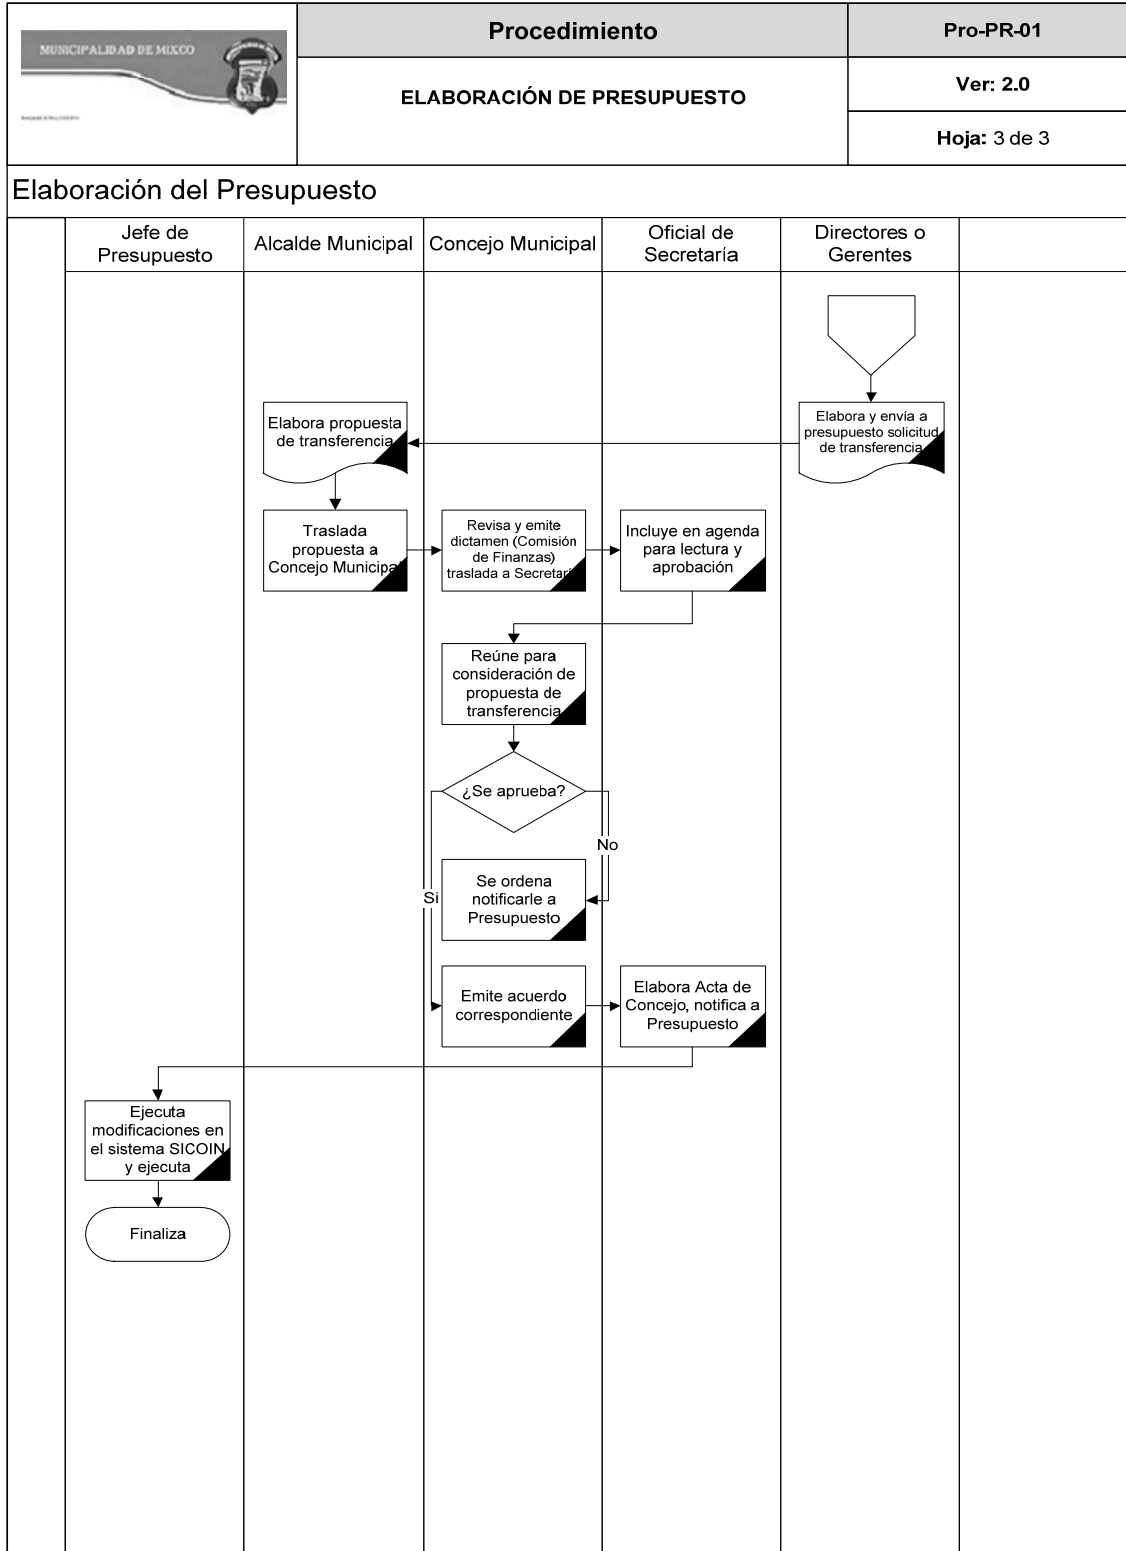 MUNICIPALIDAD DE MIXCO
Procedimiento
Pro-PR-01
ELABORACIÓN DE PRESUPUESTO
Ver: 2.0
Hoja: 3 de 3
Elaboración del Presupuesto
Jefe de
Presupuesto
Alcalde Municipal
Concejo Municipal
Oficial de
Secretaría
Directores o
Gerentes
Elabora y envía a
presupuesto solicitud
de transferencia
Elabora propuesta
de transferencia
Traslada
propuesta a
Concejo Municipal
Revisa y emite
dictamen (Comisión
de Finanzas)
traslada a Secretarí
Incluye en agenda
para lectura y
aprobación
Reúne para
consideración de
propuesta de
transferencia
¿Se aprueba?
No
Si
Se ordena
notificarle a
Presupuesto
Emite acuerdo
correspondiente
Elabora Acta de
Concejo, notifica a
Presupuesto
Ejecuta
modificaciones en
el sistema SICOIN
y ejecuta
Finaliza